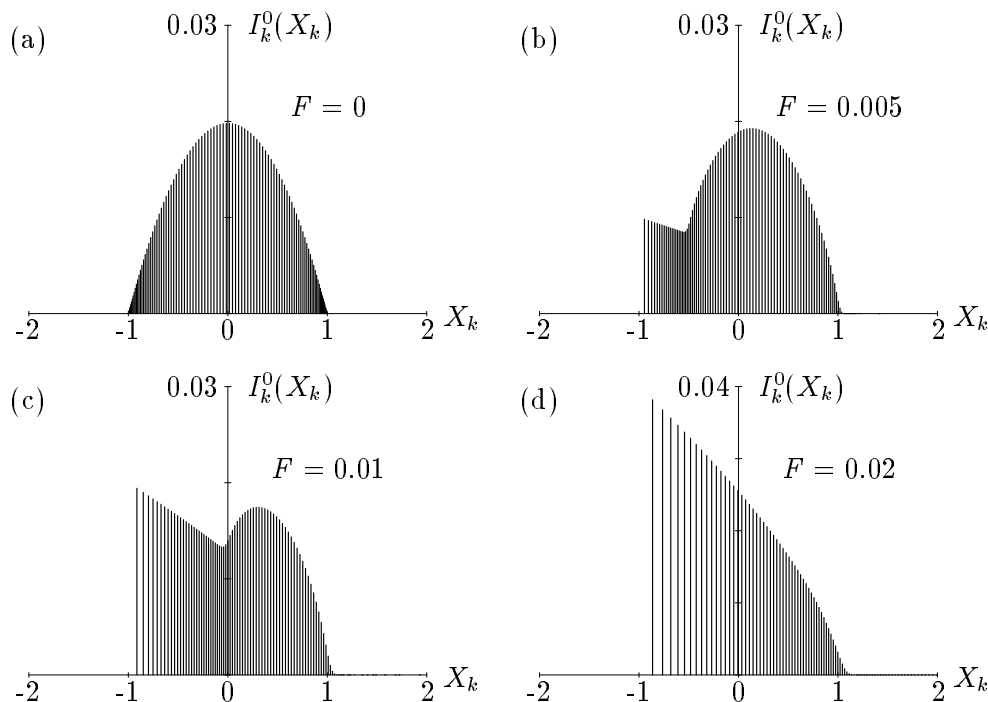 (a) 0.03 I_k^0(X_k)
F = 0
-2 -1 0 1 2 X_k
(b) 0.03 I_k^0(X_k)
F = 0.005
-2 -1 0 1 2 X_k
(c) 0.03 I_k^0(X_k)
F = 0.01
-2 -1 0 1 2 X_k
(d) 0.04 I_k^0(X_k)
F = 0.02
-2 -1 0 1 2 X_k